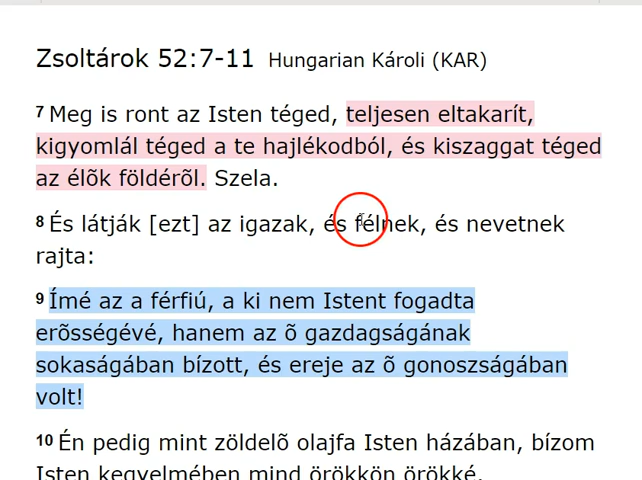 Zsoltárok 52:7-11 Hungarian Károli (KAR)
7 Meg is ront az Isten téged, teljesen eltakarít,
kigyomlál téged a te hajlékodból, és kiszaggat téged
az élõk földérõl. Szela.
8 És látják [ezt] az igazak, és félnek, és nevetnek
rajta:
9 Ímé az a férfiú, a ki nem Istent fogadta
erõsségévé, hanem az õ gazdagságának
sokaságában bízott, és ereje az õ gonoszságában
volt!
10 Én pedig mint zöldelõ olajfa Isten házában, bízom
Isten kegyelmében mind örökkön örökké.